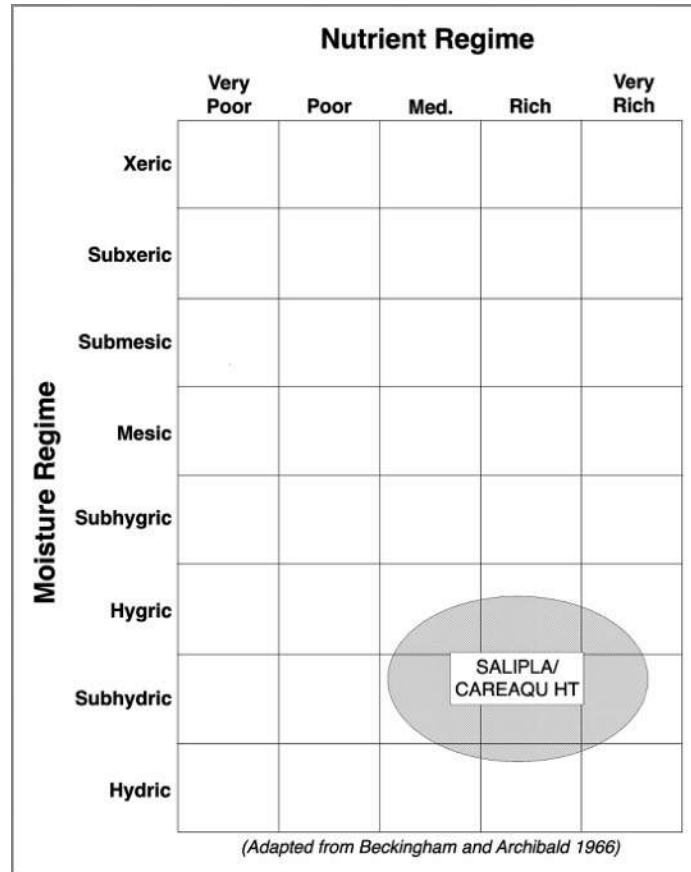 Nutrient Regime
Very
Poor
Poor
Med.
Rich
Very
Rich
Moisture Regime
Xeric
Subxeric
Submesic
Mesic
Subhygric
Hygric
Subhydric
Hydric
SALIPLA/
CAREAQU HT
(Adapted from Beckingham and Archibald 1966)